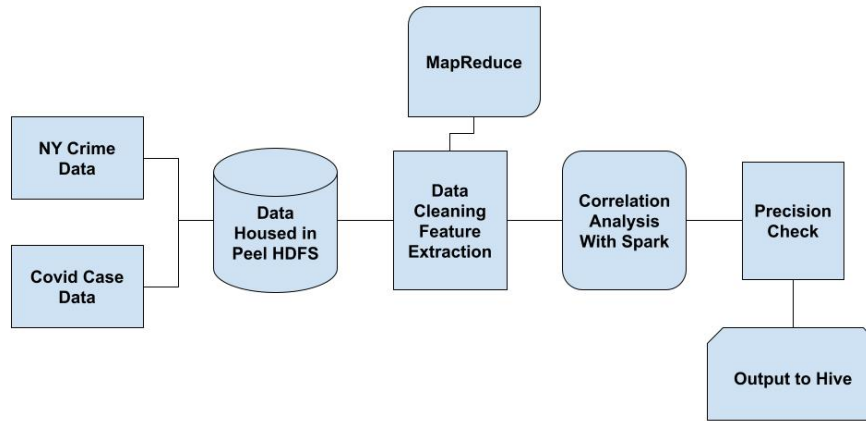 MapReduce
NY Crime
Data
Covid Case
Data
Data
Housed in
Peel HDFS
Data
Cleaning
Feature
Extraction
Correlation
Analysis
With Spark
Precision
Check
Output to Hive